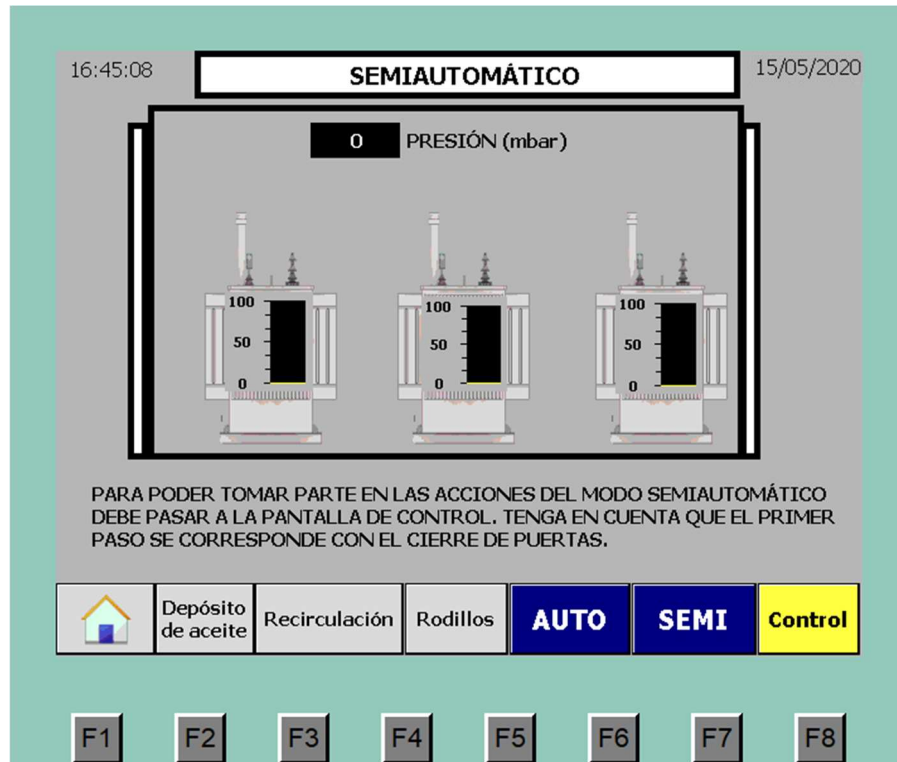 16:45:08
SEMIAUTOMÁTICO
15/05/2020
0 PRESIÓN (mbar)
100
50
0
100
50
0
100
50
0
PARA PODER TOMAR PARTE EN LAS ACCIONES DEL MODO SEMIAUTOMÁTICO
DEBE PASAR A LA PANTALLA DE CONTROL. TENGA EN CUENTA QUE EL PRIMER
PASO SE CORRESPONDE CON EL CIERRE DE PUERTAS.
Depósito
de aceite
Recirculación
Rodillos
AUTO
SEMI
Control
F1 F2 F3 F4 F5 F6 F7 F8